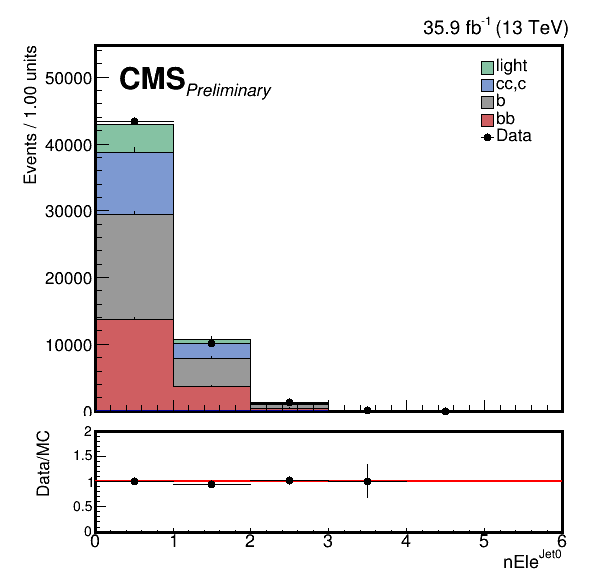 35.9 fb⁻¹ (13 TeV)
Events / 1.00 units
50000
40000
30000
20000
10000
0
CMS Preliminary
light
cc,c
b
bb
Data
Data/MC
2
1.5
1
0.5
0
0 1 2 3 4 5 6
nEle^Jet0